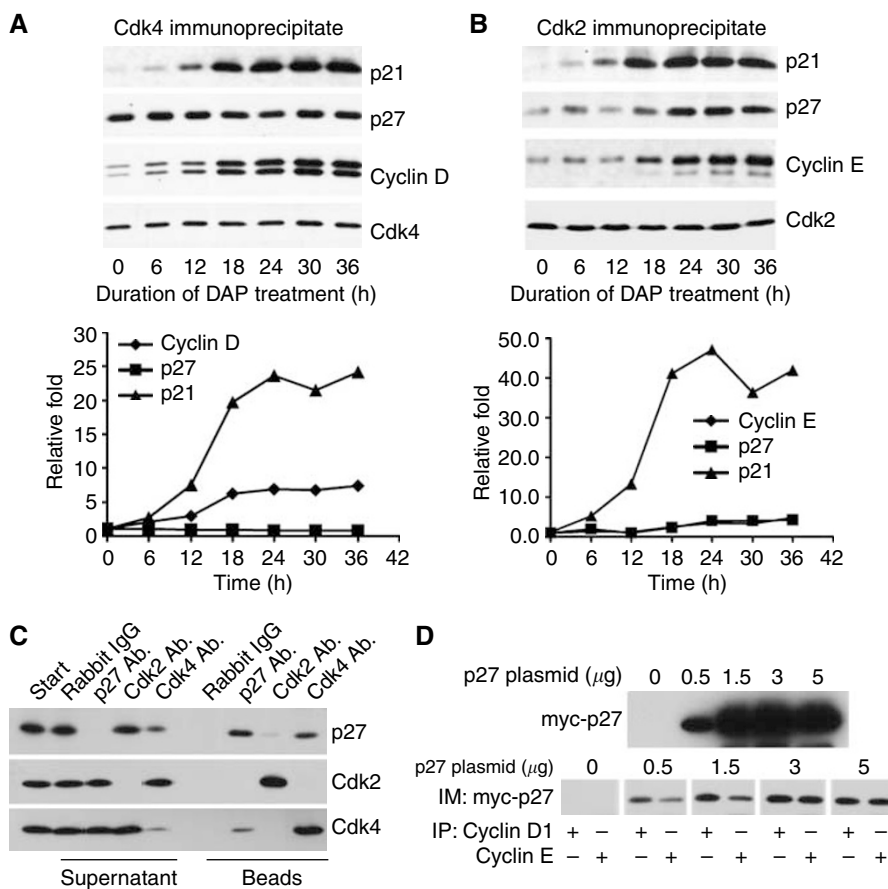 A
Cdk4 immunoprecipitate
p21
p27
Cyclin D
Cdk4
0 6 12 18 24 30 36
Duration of DAP treatment (h)
30
25
20
15
10
5
0
Relative fold
Cyclin D
p27
p21
0 6 12 18 24 30 36 42
Time (h)
B
Cdk2 immunoprecipitate
p21
p27
Cyclin E
Cdk2
0 6 12 18 24 30 36
Duration of DAP treatment (h)
50.0
40.0
30.0
20.0
10.0
0.0
Relative fold
Cyclin E
p27
p21
0 6 12 18 24 30 36 42
Time (h)
C
Start
Rabbit IgG
p27 Ab.
Cdk2 Ab.
Cdk4 Ab.
Rabbit IgG
p27 Ab.
Cdk2 Ab.
Cdk4 Ab.
p27
Cdk2
Cdk4
Supernatant Beads
D
p27 plasmid (μg) 0 0.5 1.5 3 5
myc-p27
p27 plasmid (μg) 0 0.5 1.5 3 5
IM: myc-p27
IP: Cyclin D1 + – + – + – + – + –
Cyclin E – + – + – + – + – +